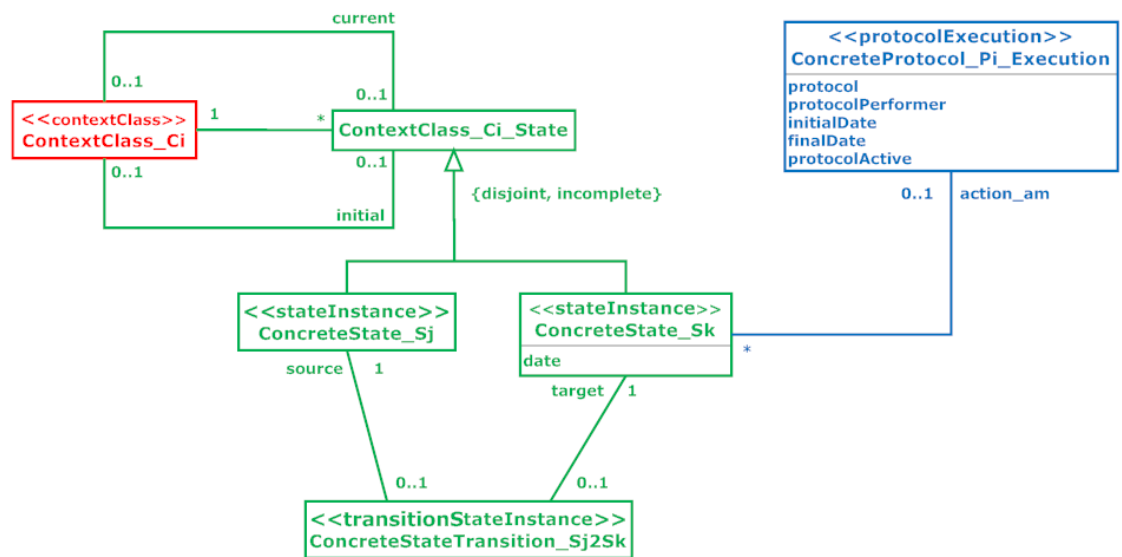 current
<<protocolExecution>>
ConcreteProtocol_Pi_Execution
protocol
protocolPerformer
initialDate
finalDate
protocolActive
0..1
0..1
<<contextClass>>
ContextClass_Ci
1
*
ContextClass_Ci_State
0..1
0..1
initial
{disjoint, incomplete}
0..1
action_am
<<stateInstance>>
ConcreteState_Sj
<<stateInstance>>
ConcreteState_Sk
date
*
source
1
target
1
0..1
0..1
<<transitionStateInstance>>
ConcreteStateTransition_Sj2Sk